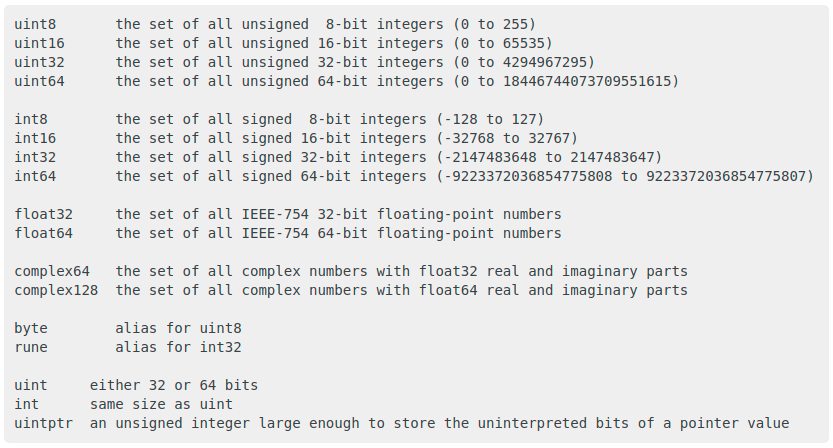 uint8       the set of all unsigned  8-bit integers (0 to 255)
uint16      the set of all unsigned 16-bit integers (0 to 65535)
uint32      the set of all unsigned 32-bit integers (0 to 4294967295)
uint64      the set of all unsigned 64-bit integers (0 to 18446744073709551615)

int8        the set of all signed  8-bit integers (-128 to 127)
int16       the set of all signed 16-bit integers (-32768 to 32767)
int32       the set of all signed 32-bit integers (-2147483648 to 2147483647)
int64       the set of all signed 64-bit integers (-9223372036854775808 to 9223372036854775807)

float32     the set of all IEEE-754 32-bit floating-point numbers
float64     the set of all IEEE-754 64-bit floating-point numbers

complex64   the set of all complex numbers with float32 real and imaginary parts
complex128  the set of all complex numbers with float64 real and imaginary parts

byte        alias for uint8
rune        alias for int32

uint     either 32 or 64 bits
int      same size as uint
uintptr  an unsigned integer large enough to store the uninterpreted bits of a pointer value